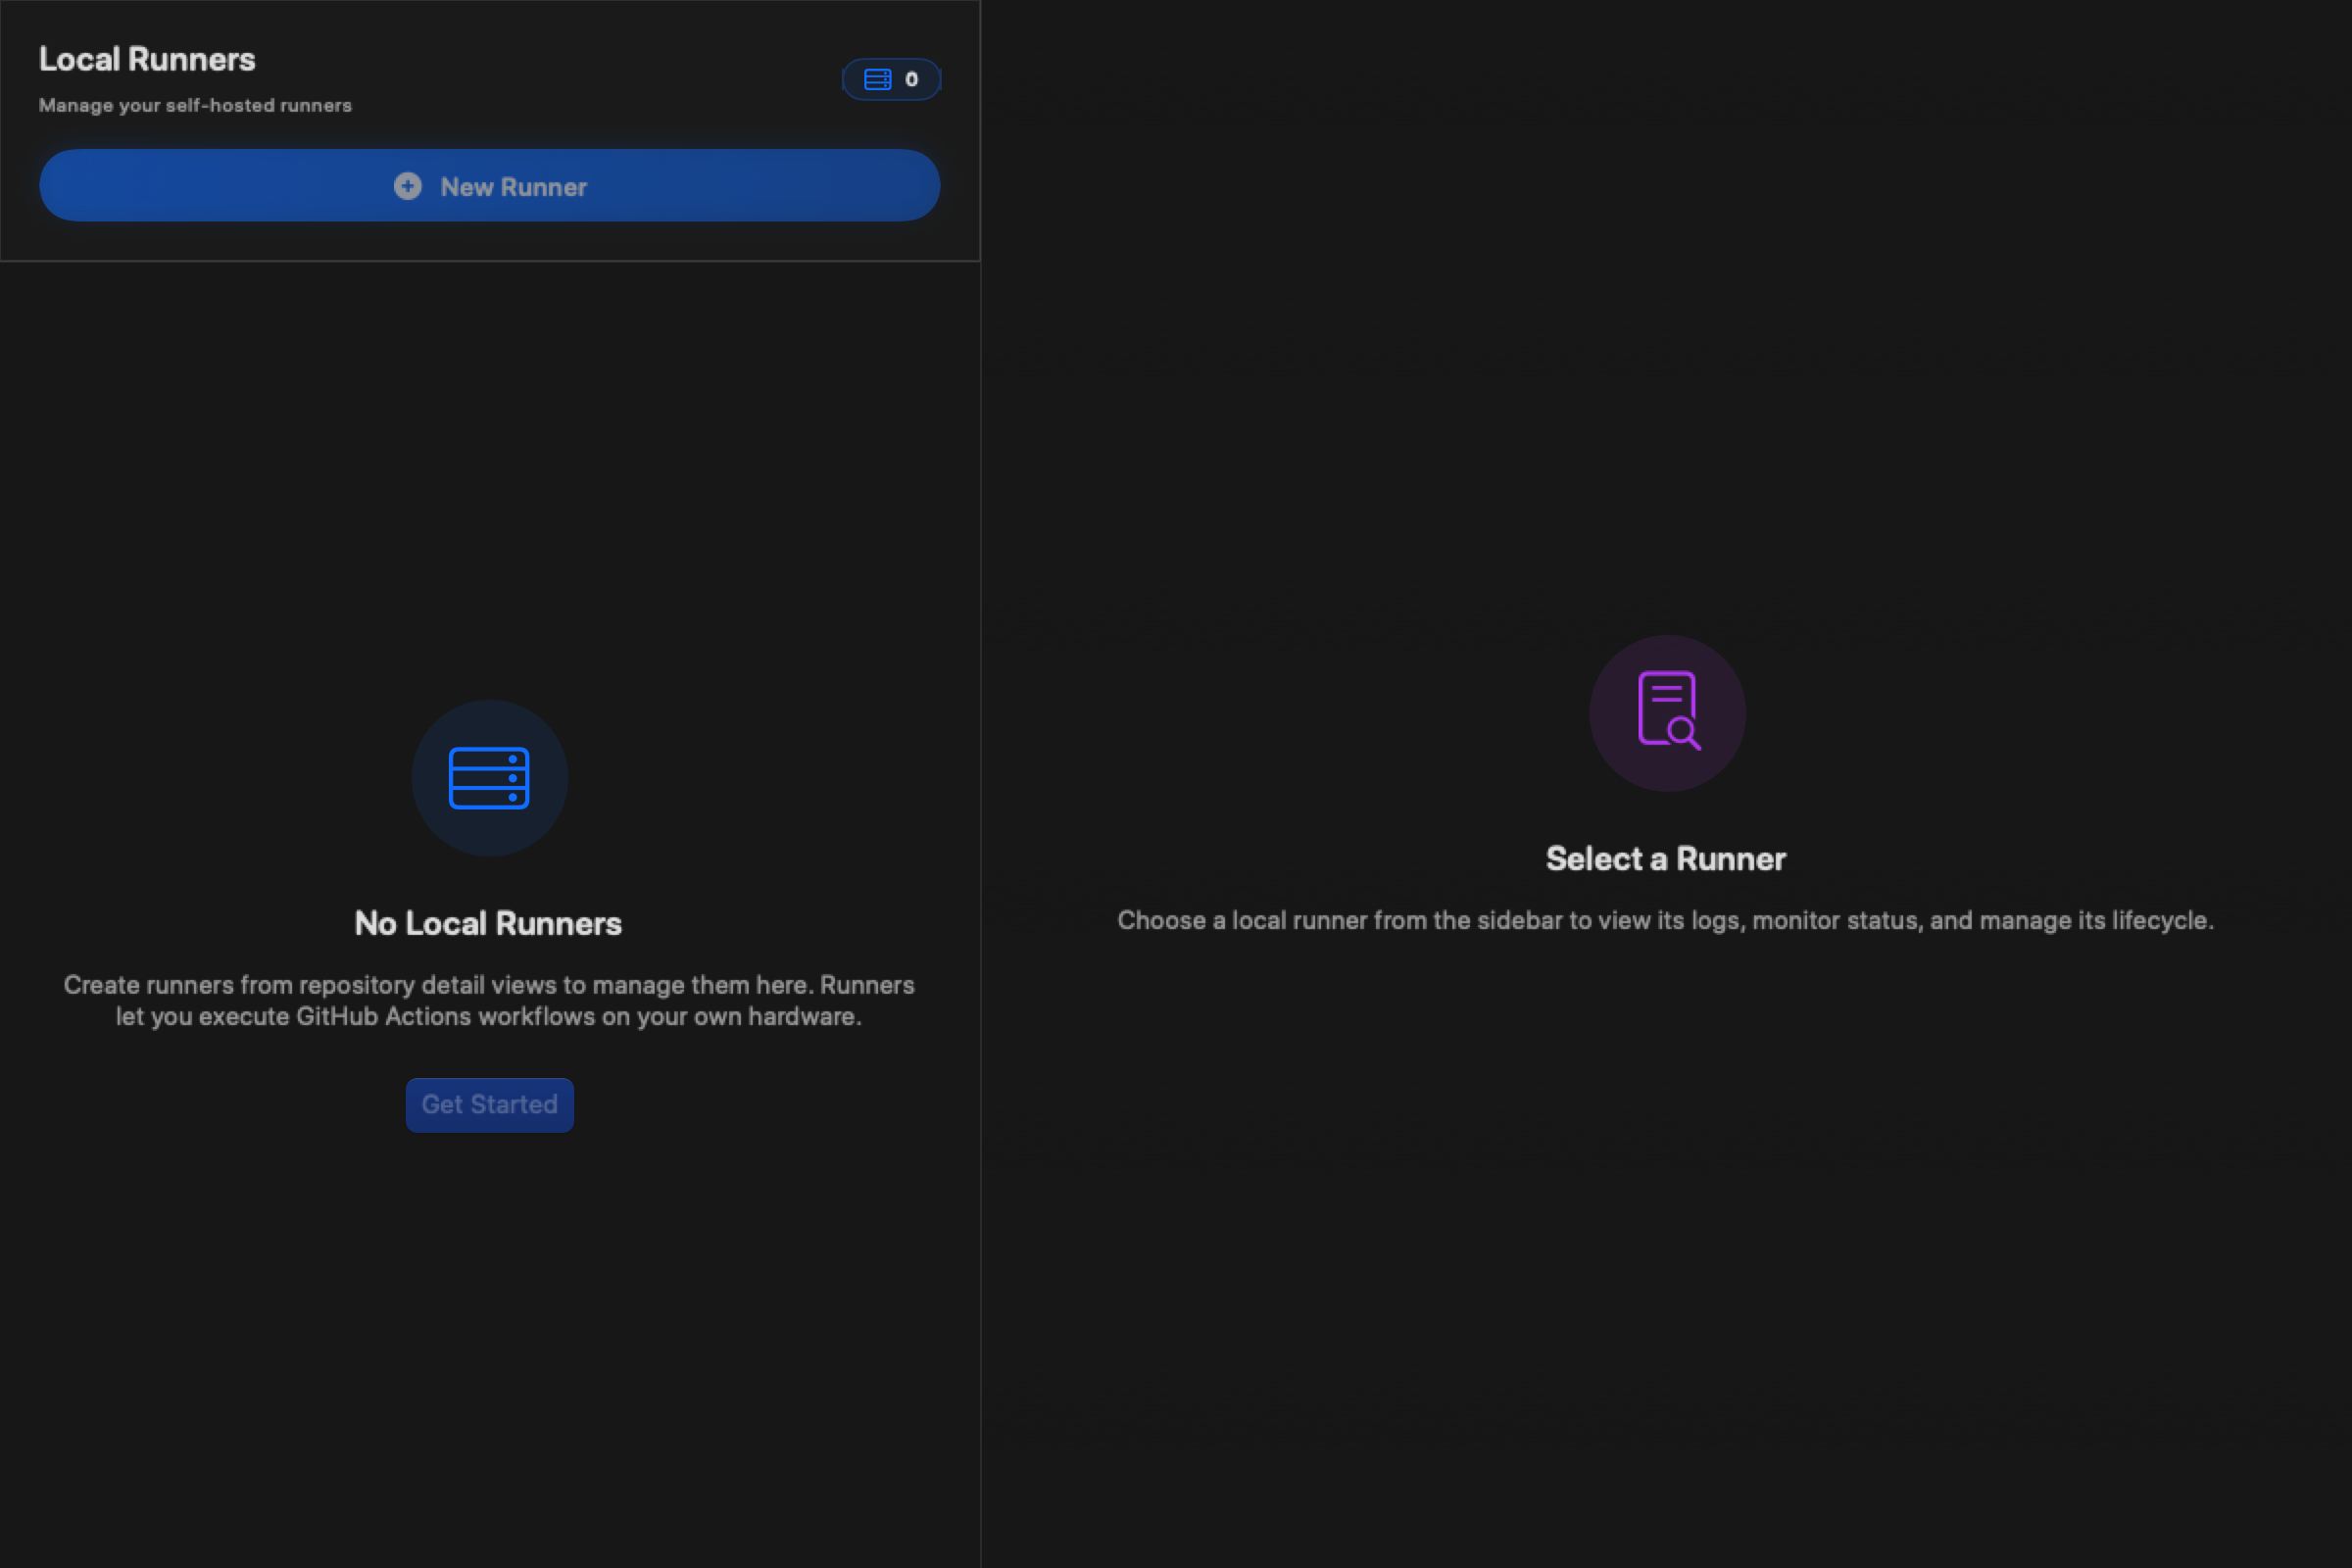 Local Runners
0
Manage your self-hosted runners
New Runner
No Local Runners
Create runners from repository detail views to manage them here. Runners
let you execute GitHub Actions workflows on your own hardware.
Get Started
Select a Runner
Choose a local runner from the sidebar to view its logs, monitor status, and manage its lifecycle.